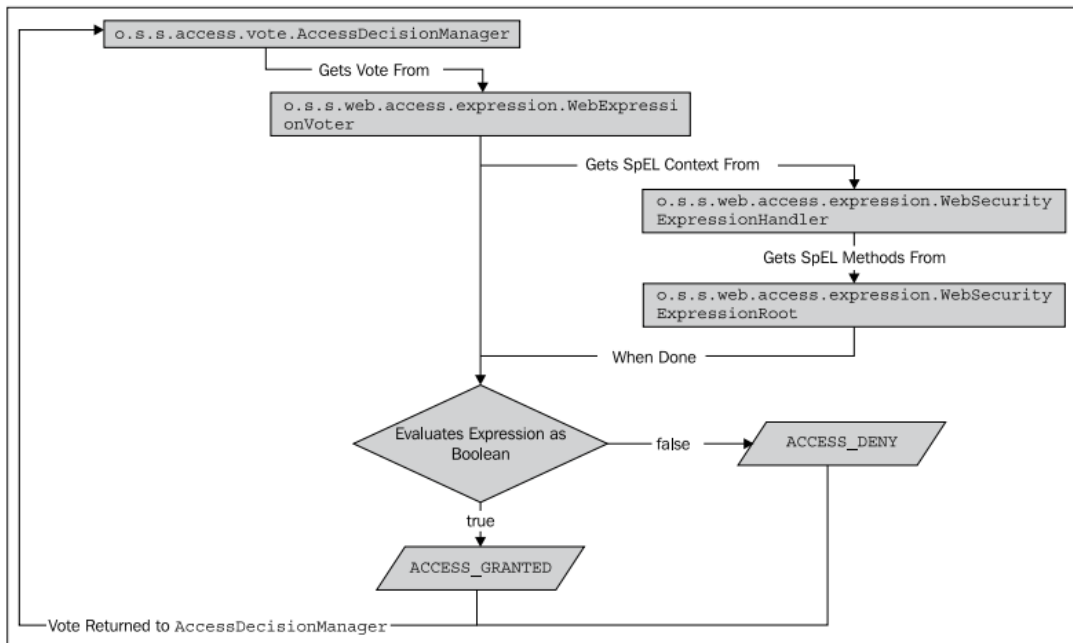 o.s.s.access.vote.AccessDecisionManager
Gets Vote From
o.s.s.web.access.expression.WebExpressi
onVoter
Gets SpEL Context From
o.s.s.web.access.expression.WebSecurity
ExpressionHandler
Gets SpEL Methods From
o.s.s.web.access.expression.WebSecurity
ExpressionRoot
When Done
Evaluates Expression as
Boolean
false
ACCESS_DENY
true
ACCESS_GRANTED
Vote Returned to AccessDecisionManager